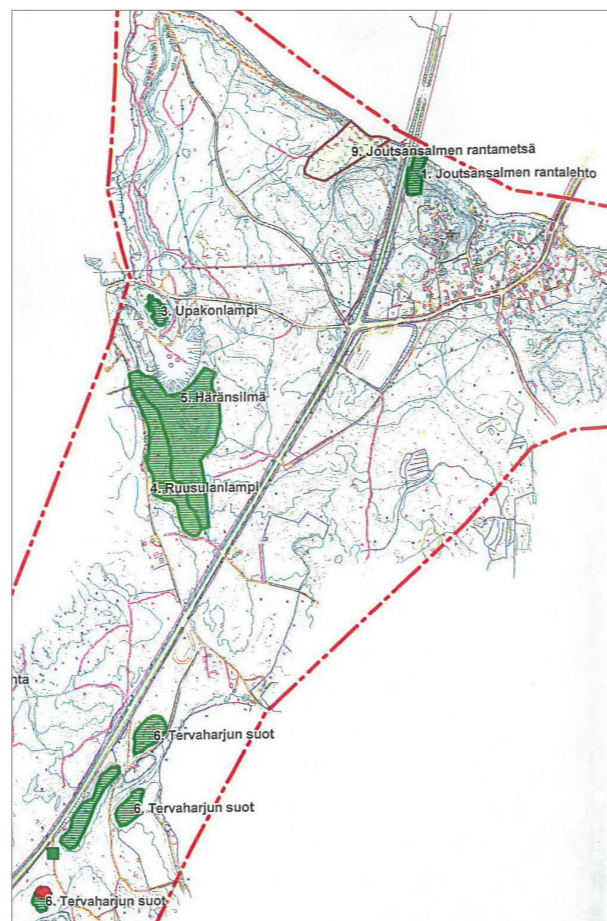 9. Joutsansalmen rantametsä
1. Joutsansalmen rantalehto
3. Upakonlampi
5. Häränsilmä
4. Ruusulanlampi
nta
6. Tervaharjun suot
6. Tervaharjun suot
6. Tervaharjun suot